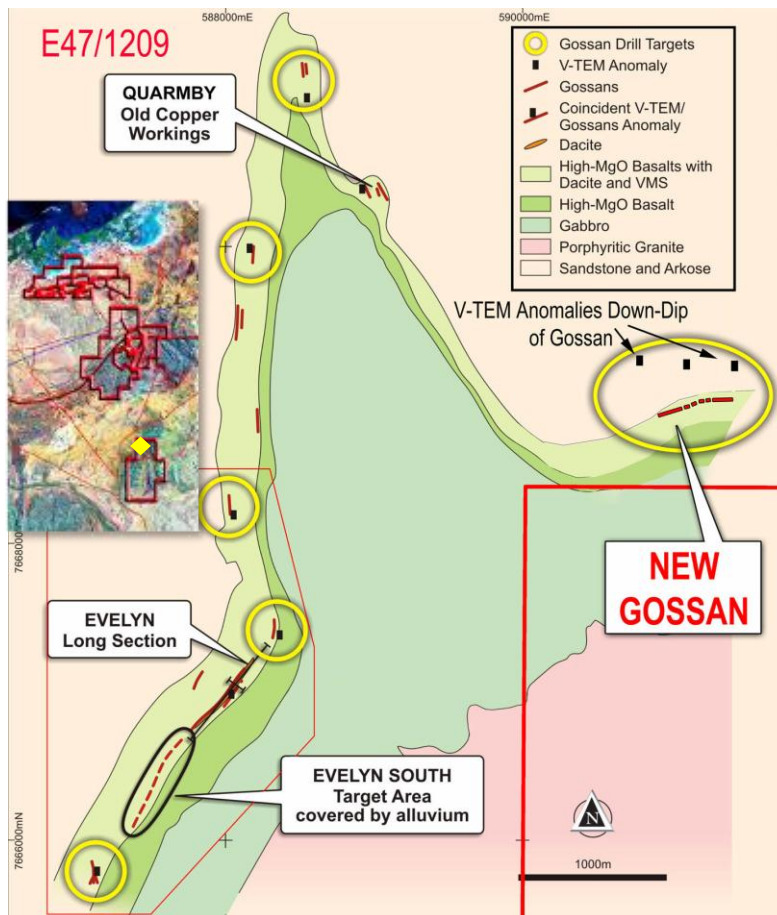 588000mE
590000mE
E47/1209
QUARMBY
Old Copper
Workings
Gossan Drill Targets
V-TEM Anomaly
Gossans
Coincident V-TEM/
Gossans Anomaly
Dacite
High-MgO Basalts with
Dacite and VMS
High-MgO Basalt
Gabbro
Porphyritic Granite
Sandstone and Arkose
V-TEM Anomalies Down-Dip
of Gossan
7668000mN
NEW
GOSSAN
EVELYN
Long Section
EVELYN SOUTH
Target Area
covered by alluvium
7666000mN
N
1000m